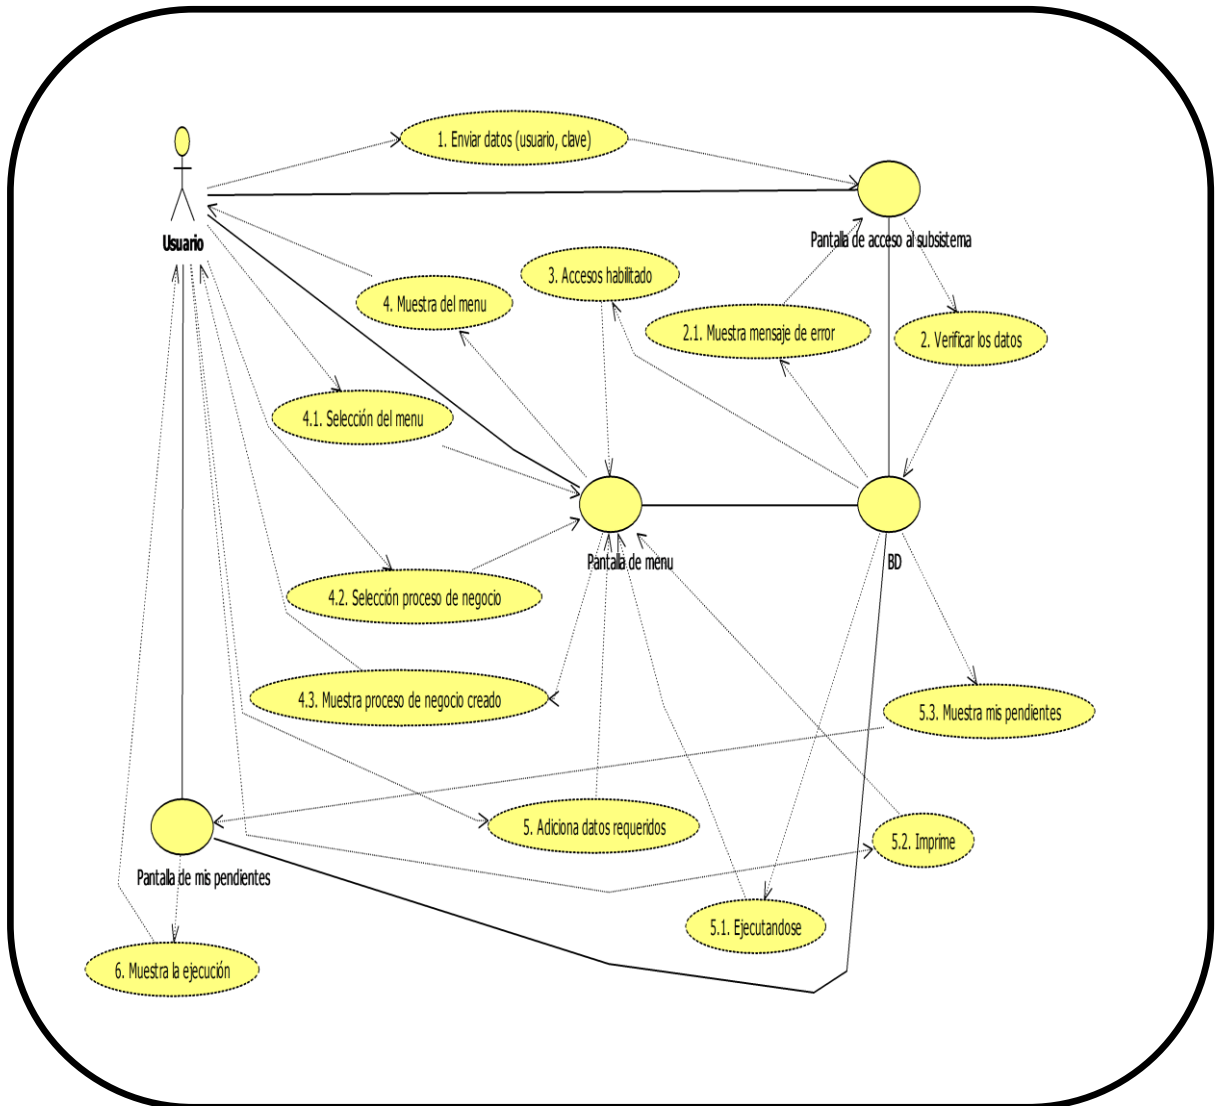 1. Enviar datos (usuario, clave)
Usuario
Pantalla de acceso al subsistema
3. Accesos habilitado
4. Muestra del menu
2.1. Muestra mensaje de error
2. Verificar los datos
4.1. Selección del menu
Pantalla de menu
BD
4.2. Selección proceso de negocio
4.3. Muestra proceso de negocio creado
5.3. Muestra mis pendientes
5. Adiciona datos requeridos
5.2. Imprime
Pantalla de mis pendientes
5.1. Ejecutandose
6. Muestra la ejecución